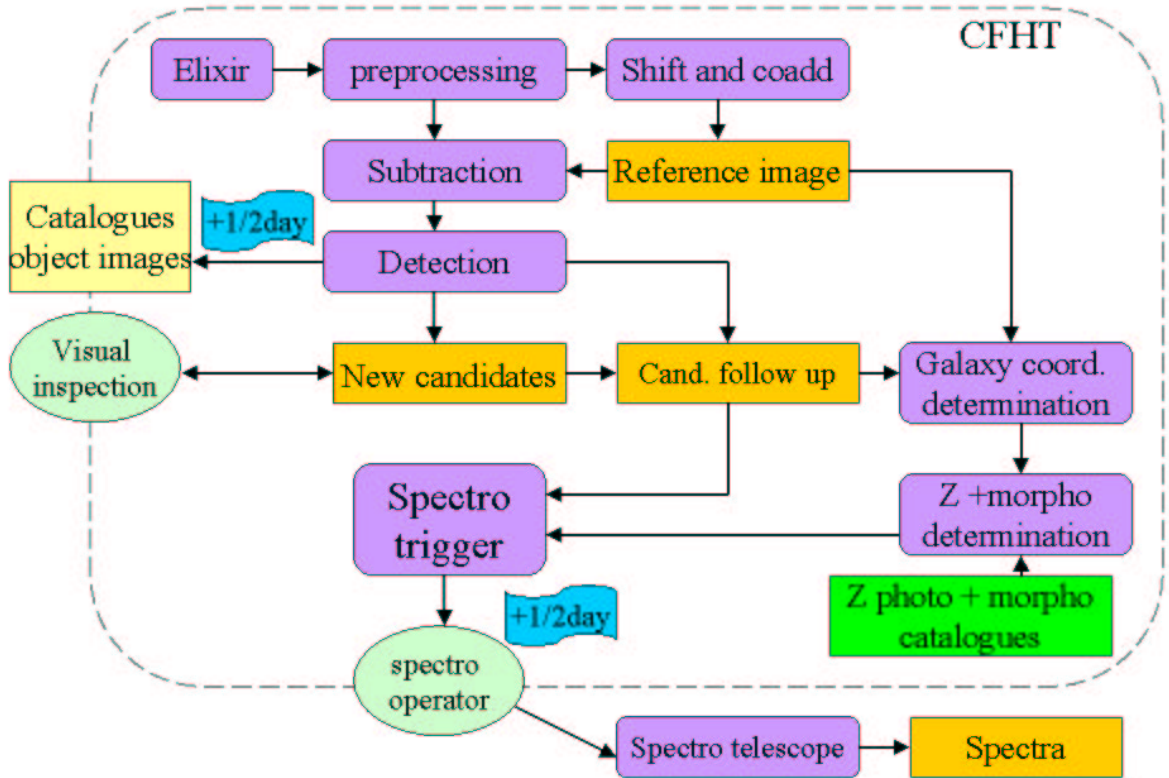 CFHT
Elixir
preprocessing
Shift and coadd
Subtraction
Reference image
Catalogues
object images
+1/2day
Detection
Visual
inspection
New candidates
Cand. follow up
Galaxy coord.
determination
Spectro
trigger
Z +morpho
determination
+1/2day
Z photo + morpho
catalogues
spectro
operator
Spectro telescope
Spectra